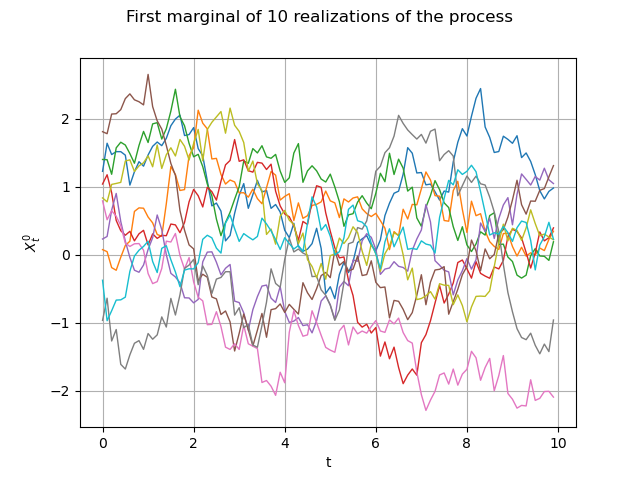 First marginal of 10 realizations of the process
2
1
0
−1
−2
X_t^0
0 2 4 6 8 10
t